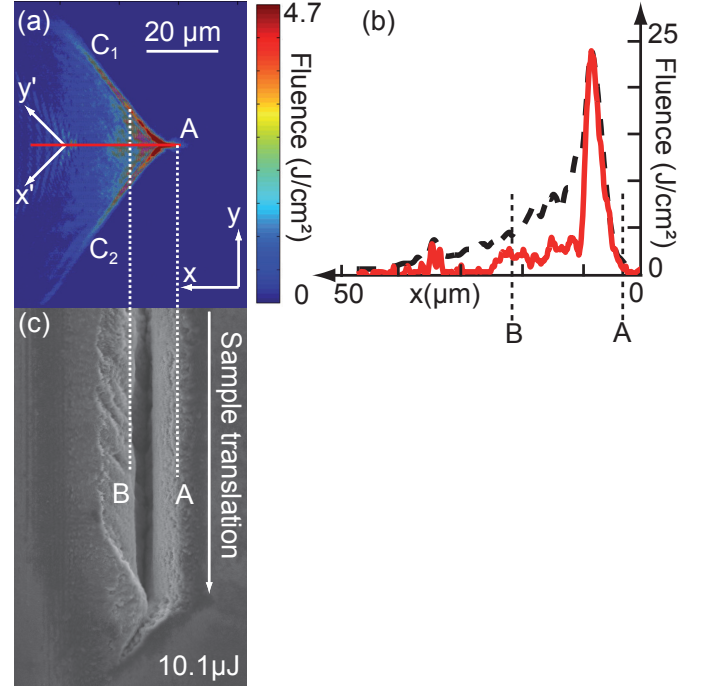 (a)
C₁
20 μm
y'
A
x'
C₂
y
x
4.7
Fluence (J/cm²)
0
(b)
25
Fluence (J/cm²)
0
50
x(μm)
0
B
A
(c)
Sample translation
B
A
10.1μJ